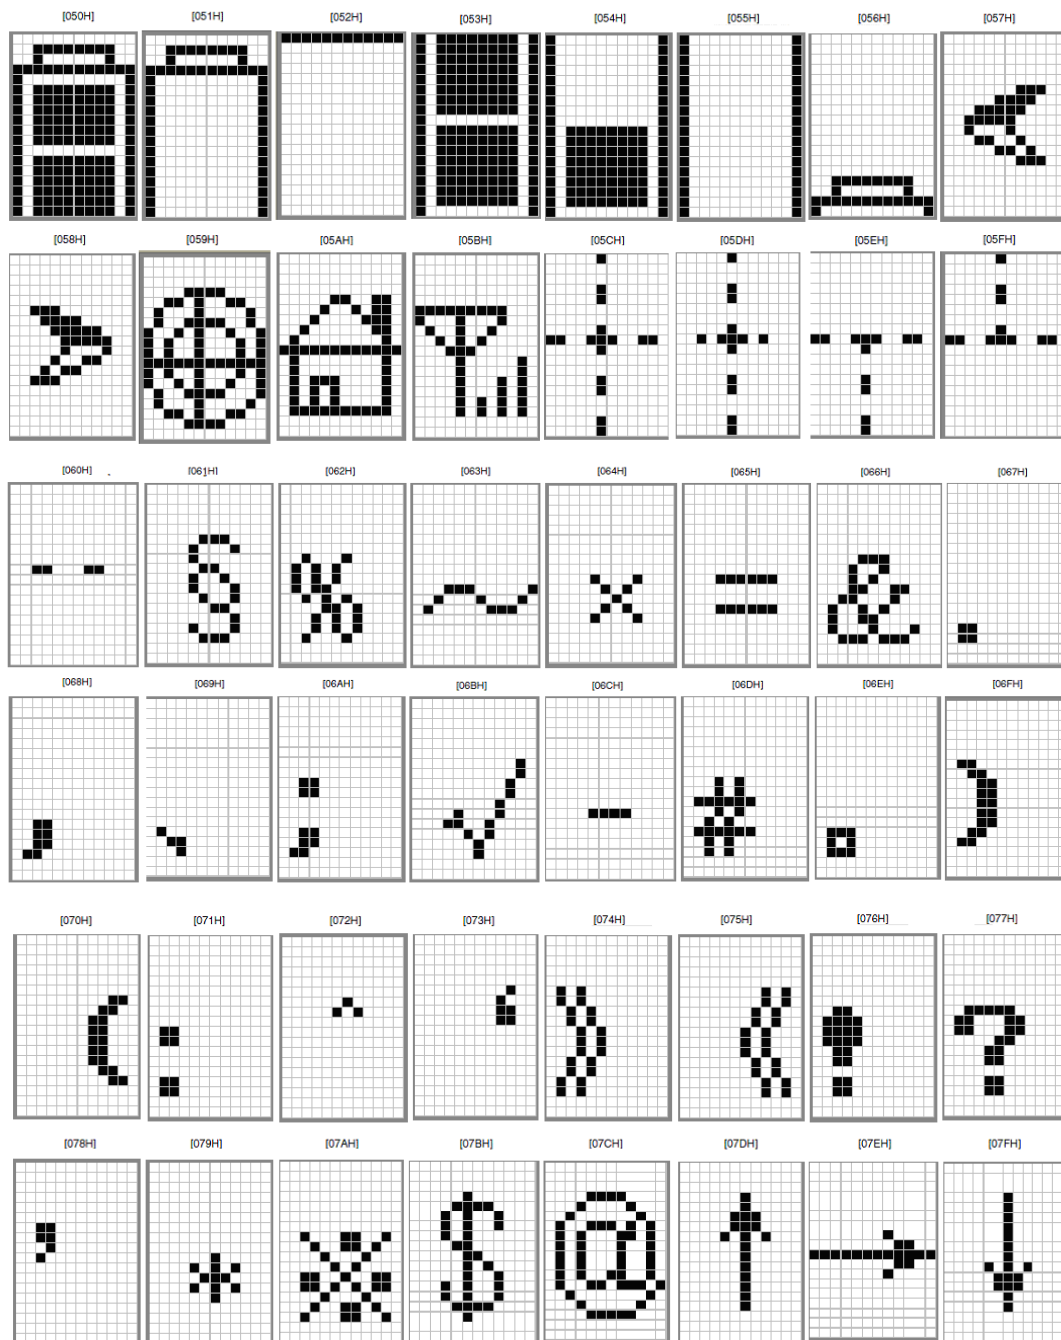 [050H] [051H] [052H] [053H] [054H] [055H] [056H] [057H]
[058H] [059H] [05AH] [05BH] [05CH] [05DH] [05EH] [05FH]
[060H] [061H] [062H] [063H] [064H] [065H] [066H] [067H]
§ % ~ × = & .
[068H] [069H] [06AH] [06BH] [06CH] [06DH] [06EH] [06FH]
, ; √ - # )
[070H] [071H] [072H] [073H] [074H] [075H] [076H] [077H]
( : ^ ‘ ⟫ ⟪ ! ?
[078H] [079H] [07AH] [07BH] [07CH] [07DH] [07EH] [07FH]
’ * ※ $ @ ↑ → ↓